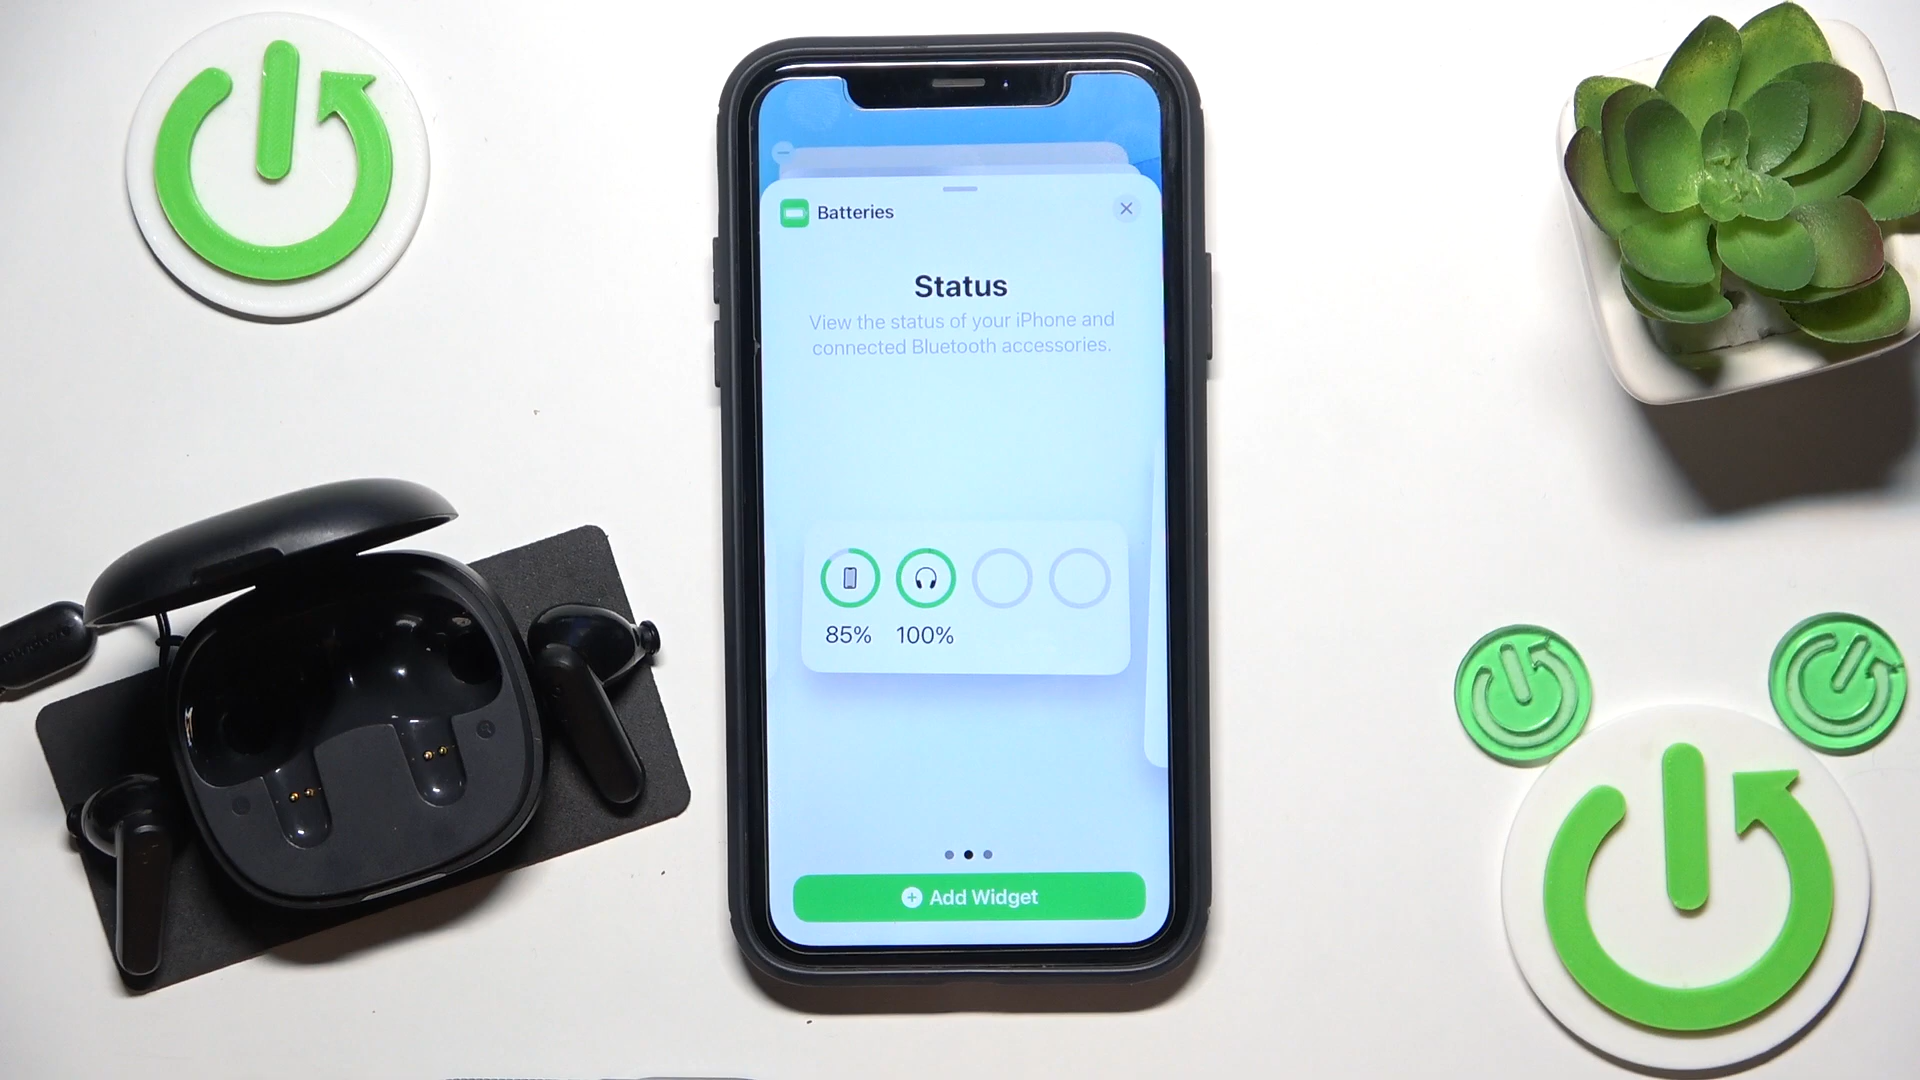 Batteries
Status
View the status of your iPhone and
connected Bluetooth accessories.
85% 100%
Add Widget